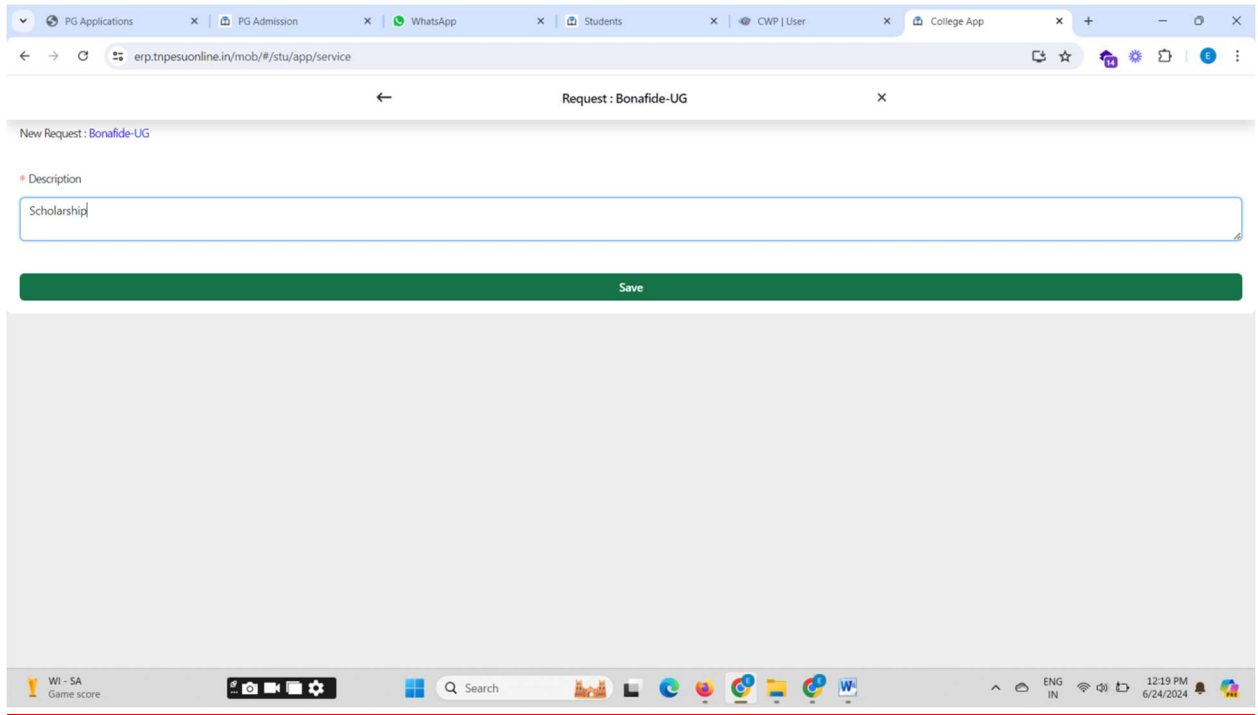 PG Applications PG Admission WhatsApp Students CWP | User College App
erp.tnpesuonline.in/mob/#/stu/app/service 14 E
Request : Bonafide-UG
New Request : Bonafide-UG
* Description
Scholarship
Save
WI - SA
Game score
Search
ENG
IN
12:19 PM
6/24/2024